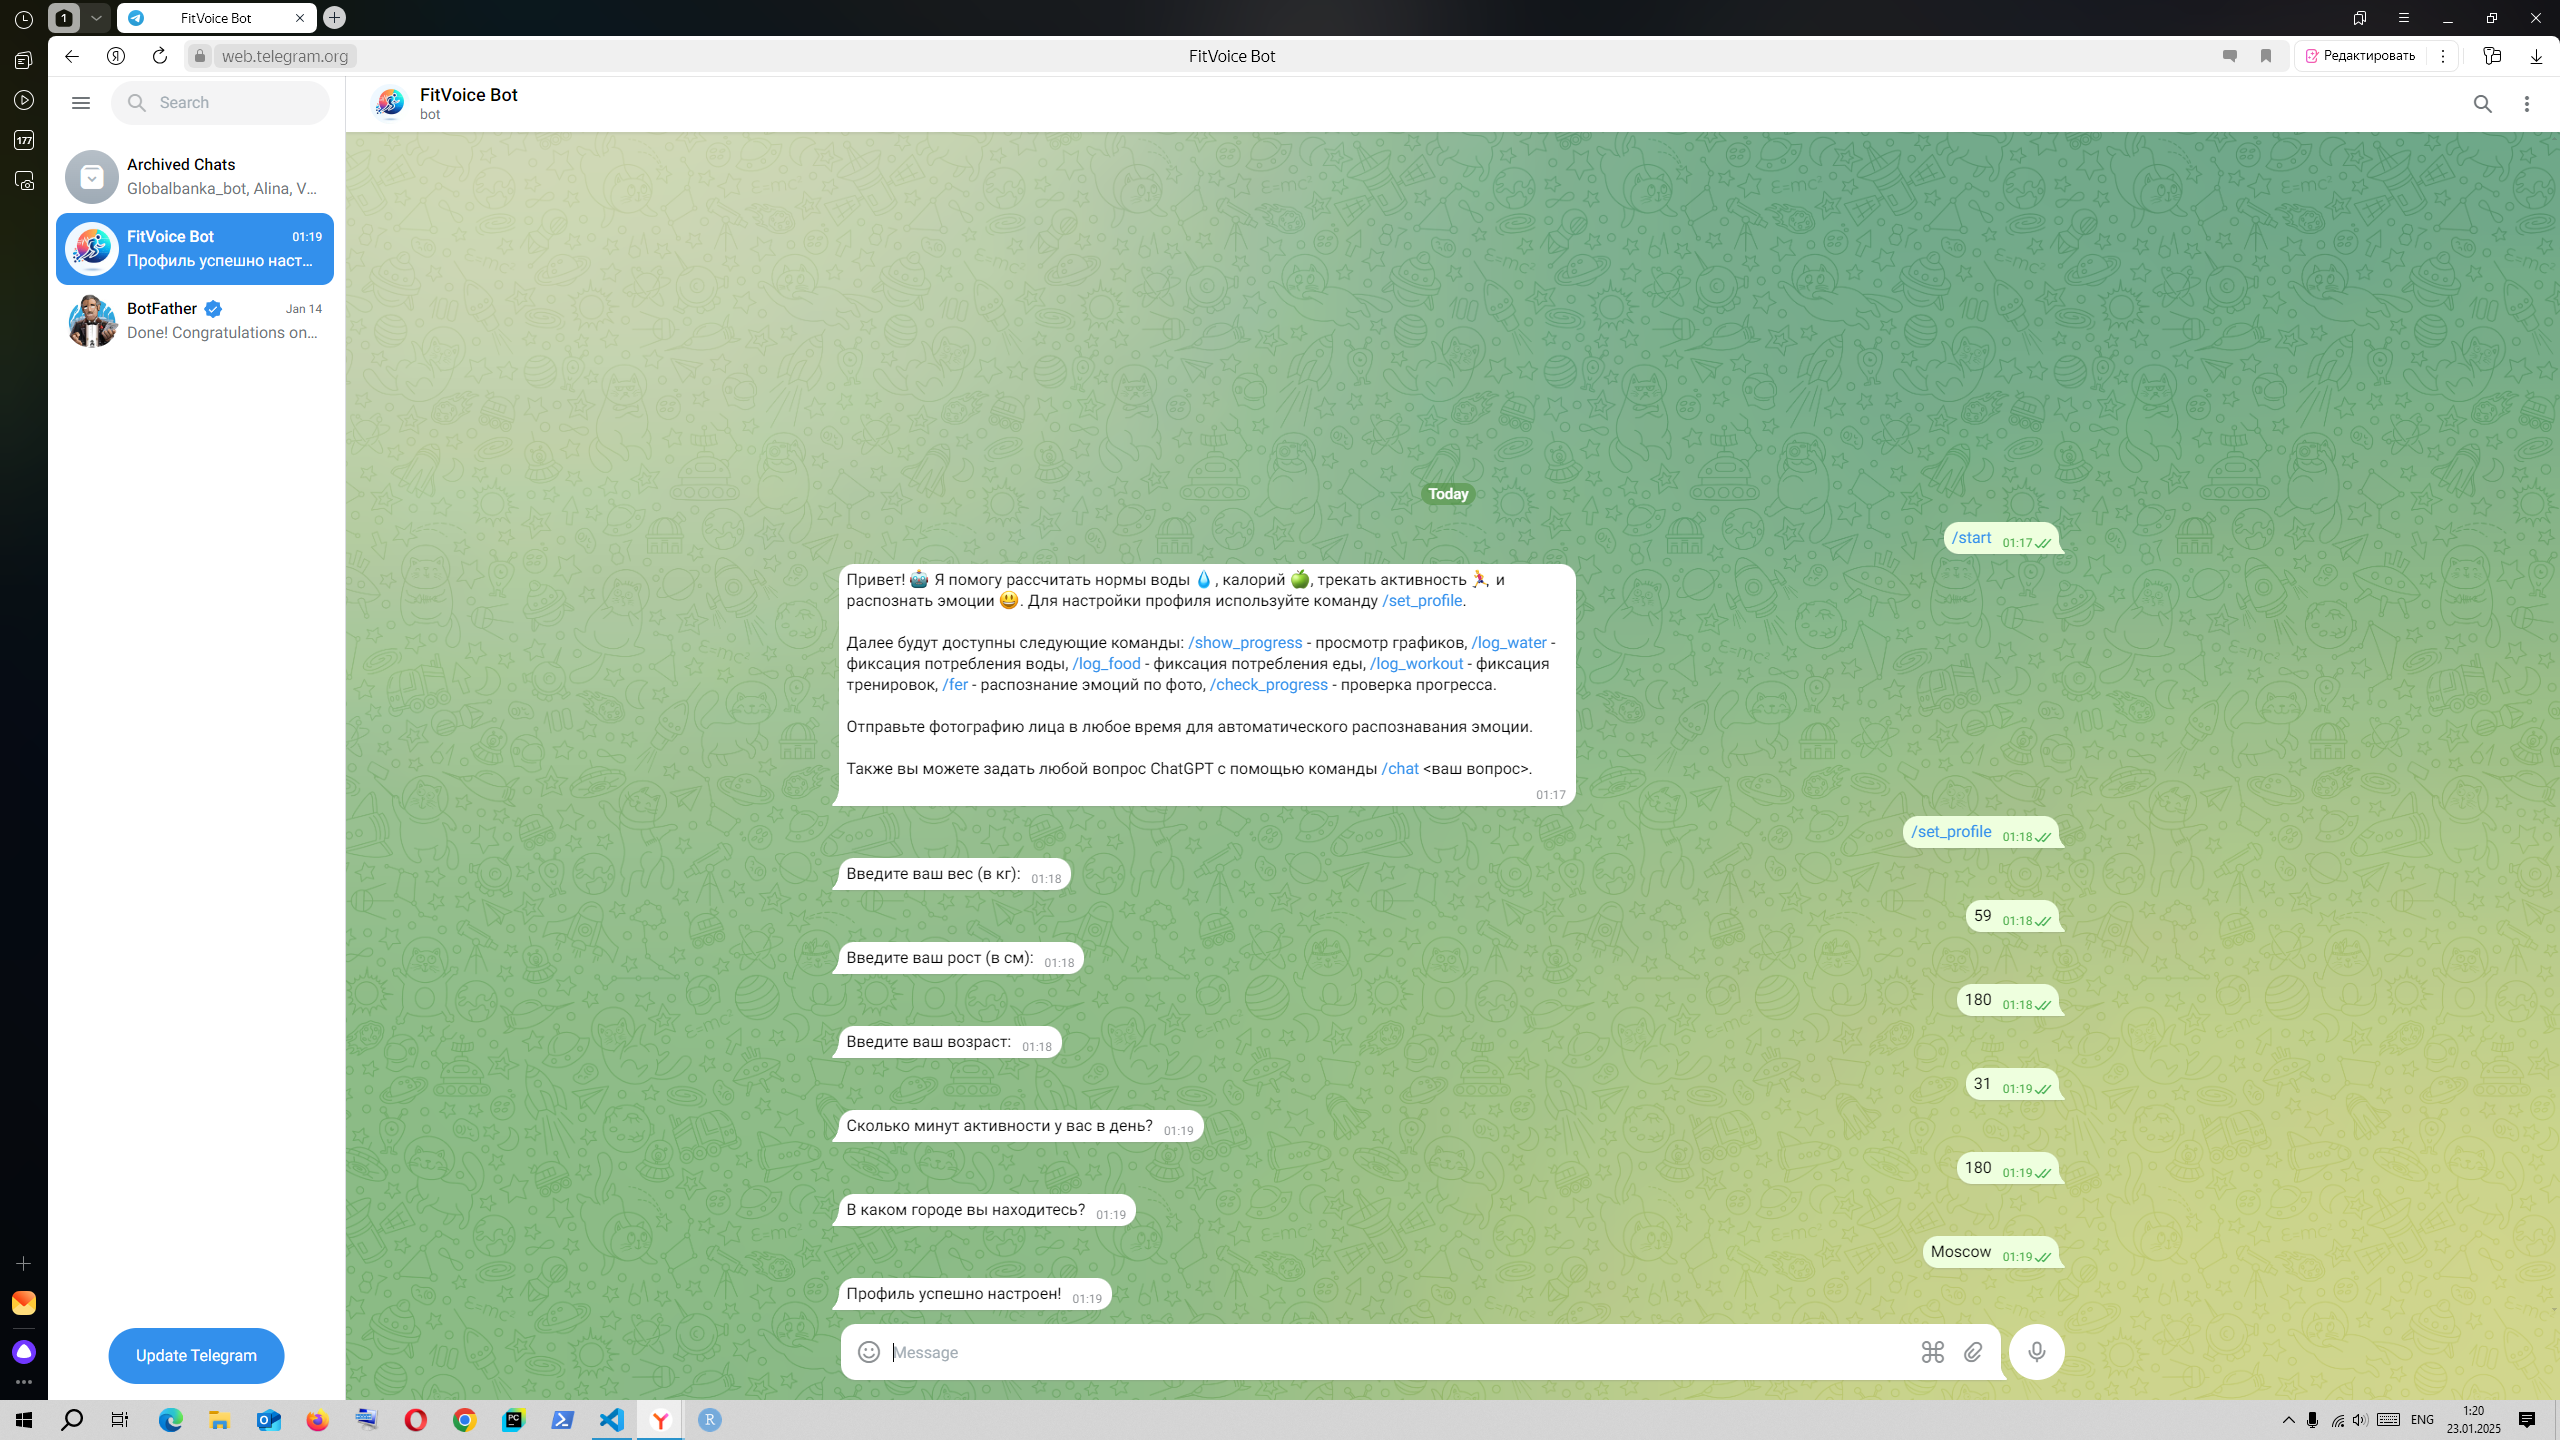 1
FitVoice Bot
web.telegram.org
FitVoice Bot
Редактировать
177
Search
Archived Chats
Globalbanka_bot, Alina, V...
FitVoice Bot 01:19
Профиль успешно наст...
BotFather Jan 14
Done! Congratulations on...
Update Telegram
FitVoice Bot
bot
Today
/start 01:17
Привет! 🤖 Я помогу рассчитать нормы воды 💧, калорий 🍏, трекать активность 🏃 и
распознать эмоции 😃. Для настройки профиля используйте команду /set_profile.
Далее будут доступны следующие команды: /show_progress - просмотр графиков, /log_water -
фиксация потребления воды, /log_food - фиксация потребления еды, /log_workout - фиксация
тренировок, /fer - распознание эмоций по фото, /check_progress - проверка прогресса.
Отправьте фотографию лица в любое время для автоматического распознавания эмоции.
Также вы можете задать любой вопрос ChatGPT с помощью команды /chat <ваш вопрос>.
01:17
/set_profile 01:18
Введите ваш вес (в кг): 01:18
59 01:18
Введите ваш рост (в см): 01:18
180 01:18
Введите ваш возраст: 01:18
31 01:19
Сколько минут активности у вас в день? 01:19
180 01:19
В каком городе вы находитесь? 01:19
Moscow 01:19
Профиль успешно настроен! 01:19
Message
ENG
1:20
23.01.2025